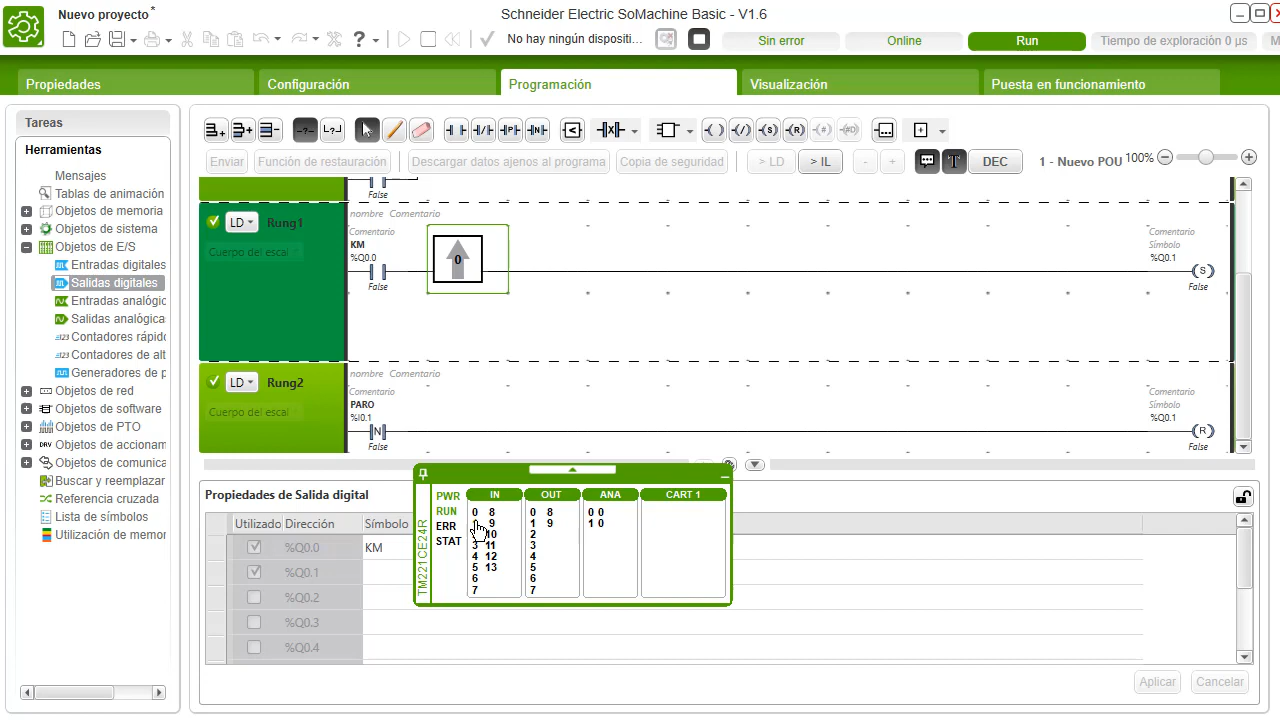 Nuevo proyecto *
Schneider Electric SoMachine Basic - V1.6
No hay ningún dispositi...
Sin error
Online
Run
Tiempo de exploración 0 µs
Propiedades
Configuración
Programación
Visualización
Puesta en funcionamiento
Tareas
Herramientas
Mensajes
Tablas de animación
Objetos de memoria
Objetos de sistema
Objetos de E/S
Entradas digitales
Salidas digitales
Entradas analógic
Salidas analógica
Contadores rápido
Contadores de alt
Generadores de p
Objetos de red
Objetos de software
Objetos de PTO
Objetos de accionam
Objetos de comunica
Buscar y reemplazar
Referencia cruzada
Lista de símbolos
Utilización de memor
Enviar
Función de restauración
Descargar datos ajenos al programa
Copia de seguridad
> LD
> IL
-
+
DEC
1 - Nuevo POU
100%
False
LD
Rung1
Cuerpo del escal
nombre Comentario
Comentario
KM
%Q0.0
False
0
Comentario
Símbolo
%Q0.1
(S)
False
LD
Rung2
Cuerpo del escal
nombre Comentario
Comentario
PARO
%I0.1
N
False
Comentario
Símbolo
%Q0.1
(R)
False
Propiedades de Salida digital
Utilizado Dirección Símbolo
%Q0.0 KM
%Q0.1
%Q0.2
%Q0.3
%Q0.4
TM221CE24R
PWR
RUN
ERR
STAT
IN OUT ANA CART 1
0 8 0 8 0 0
9 1 9 1 0
10 2
3 11 3
4 12 4
5 13 5
6 6
7 7
Aplicar
Cancelar